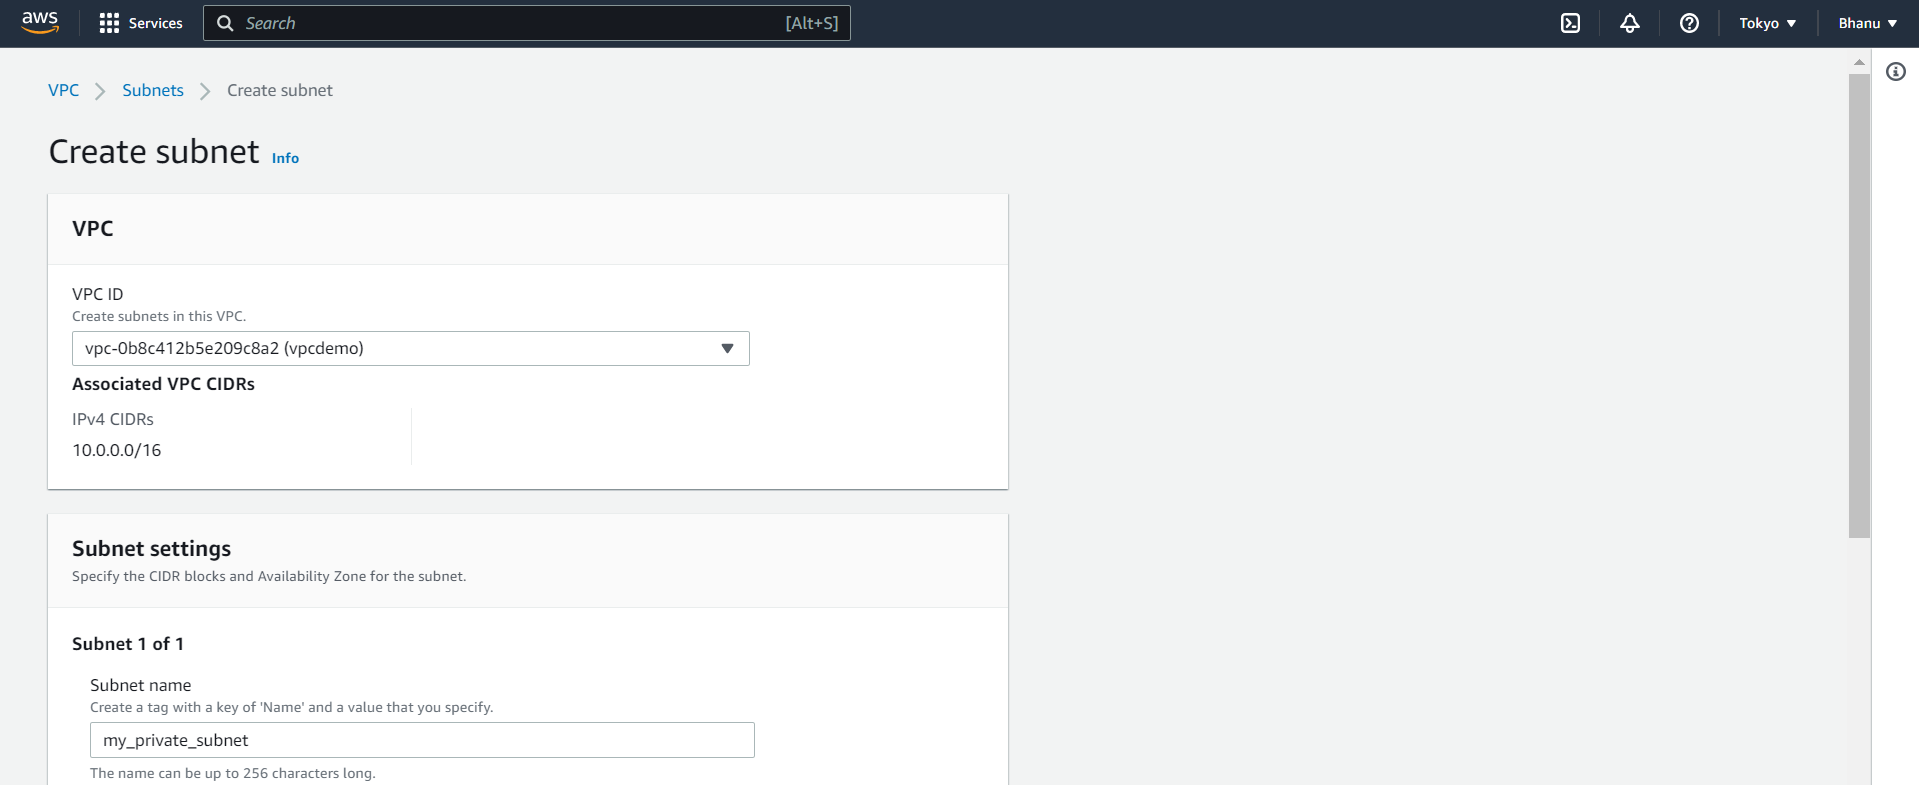 aws Services Search [Alt+S] Tokyo Bhanu
VPC Subnets Create subnet
Create subnet Info
VPC
VPC ID
Create subnets in this VPC.
vpc-0b8c412b5e209c8a2 (vpcdemo)
Associated VPC CIDRs
IPv4 CIDRs
10.0.0.0/16
Subnet settings
Specify the CIDR blocks and Availability Zone for the subnet.
Subnet 1 of 1
Subnet name
Create a tag with a key of 'Name' and a value that you specify.
my_private_subnet
The name can be up to 256 characters long.